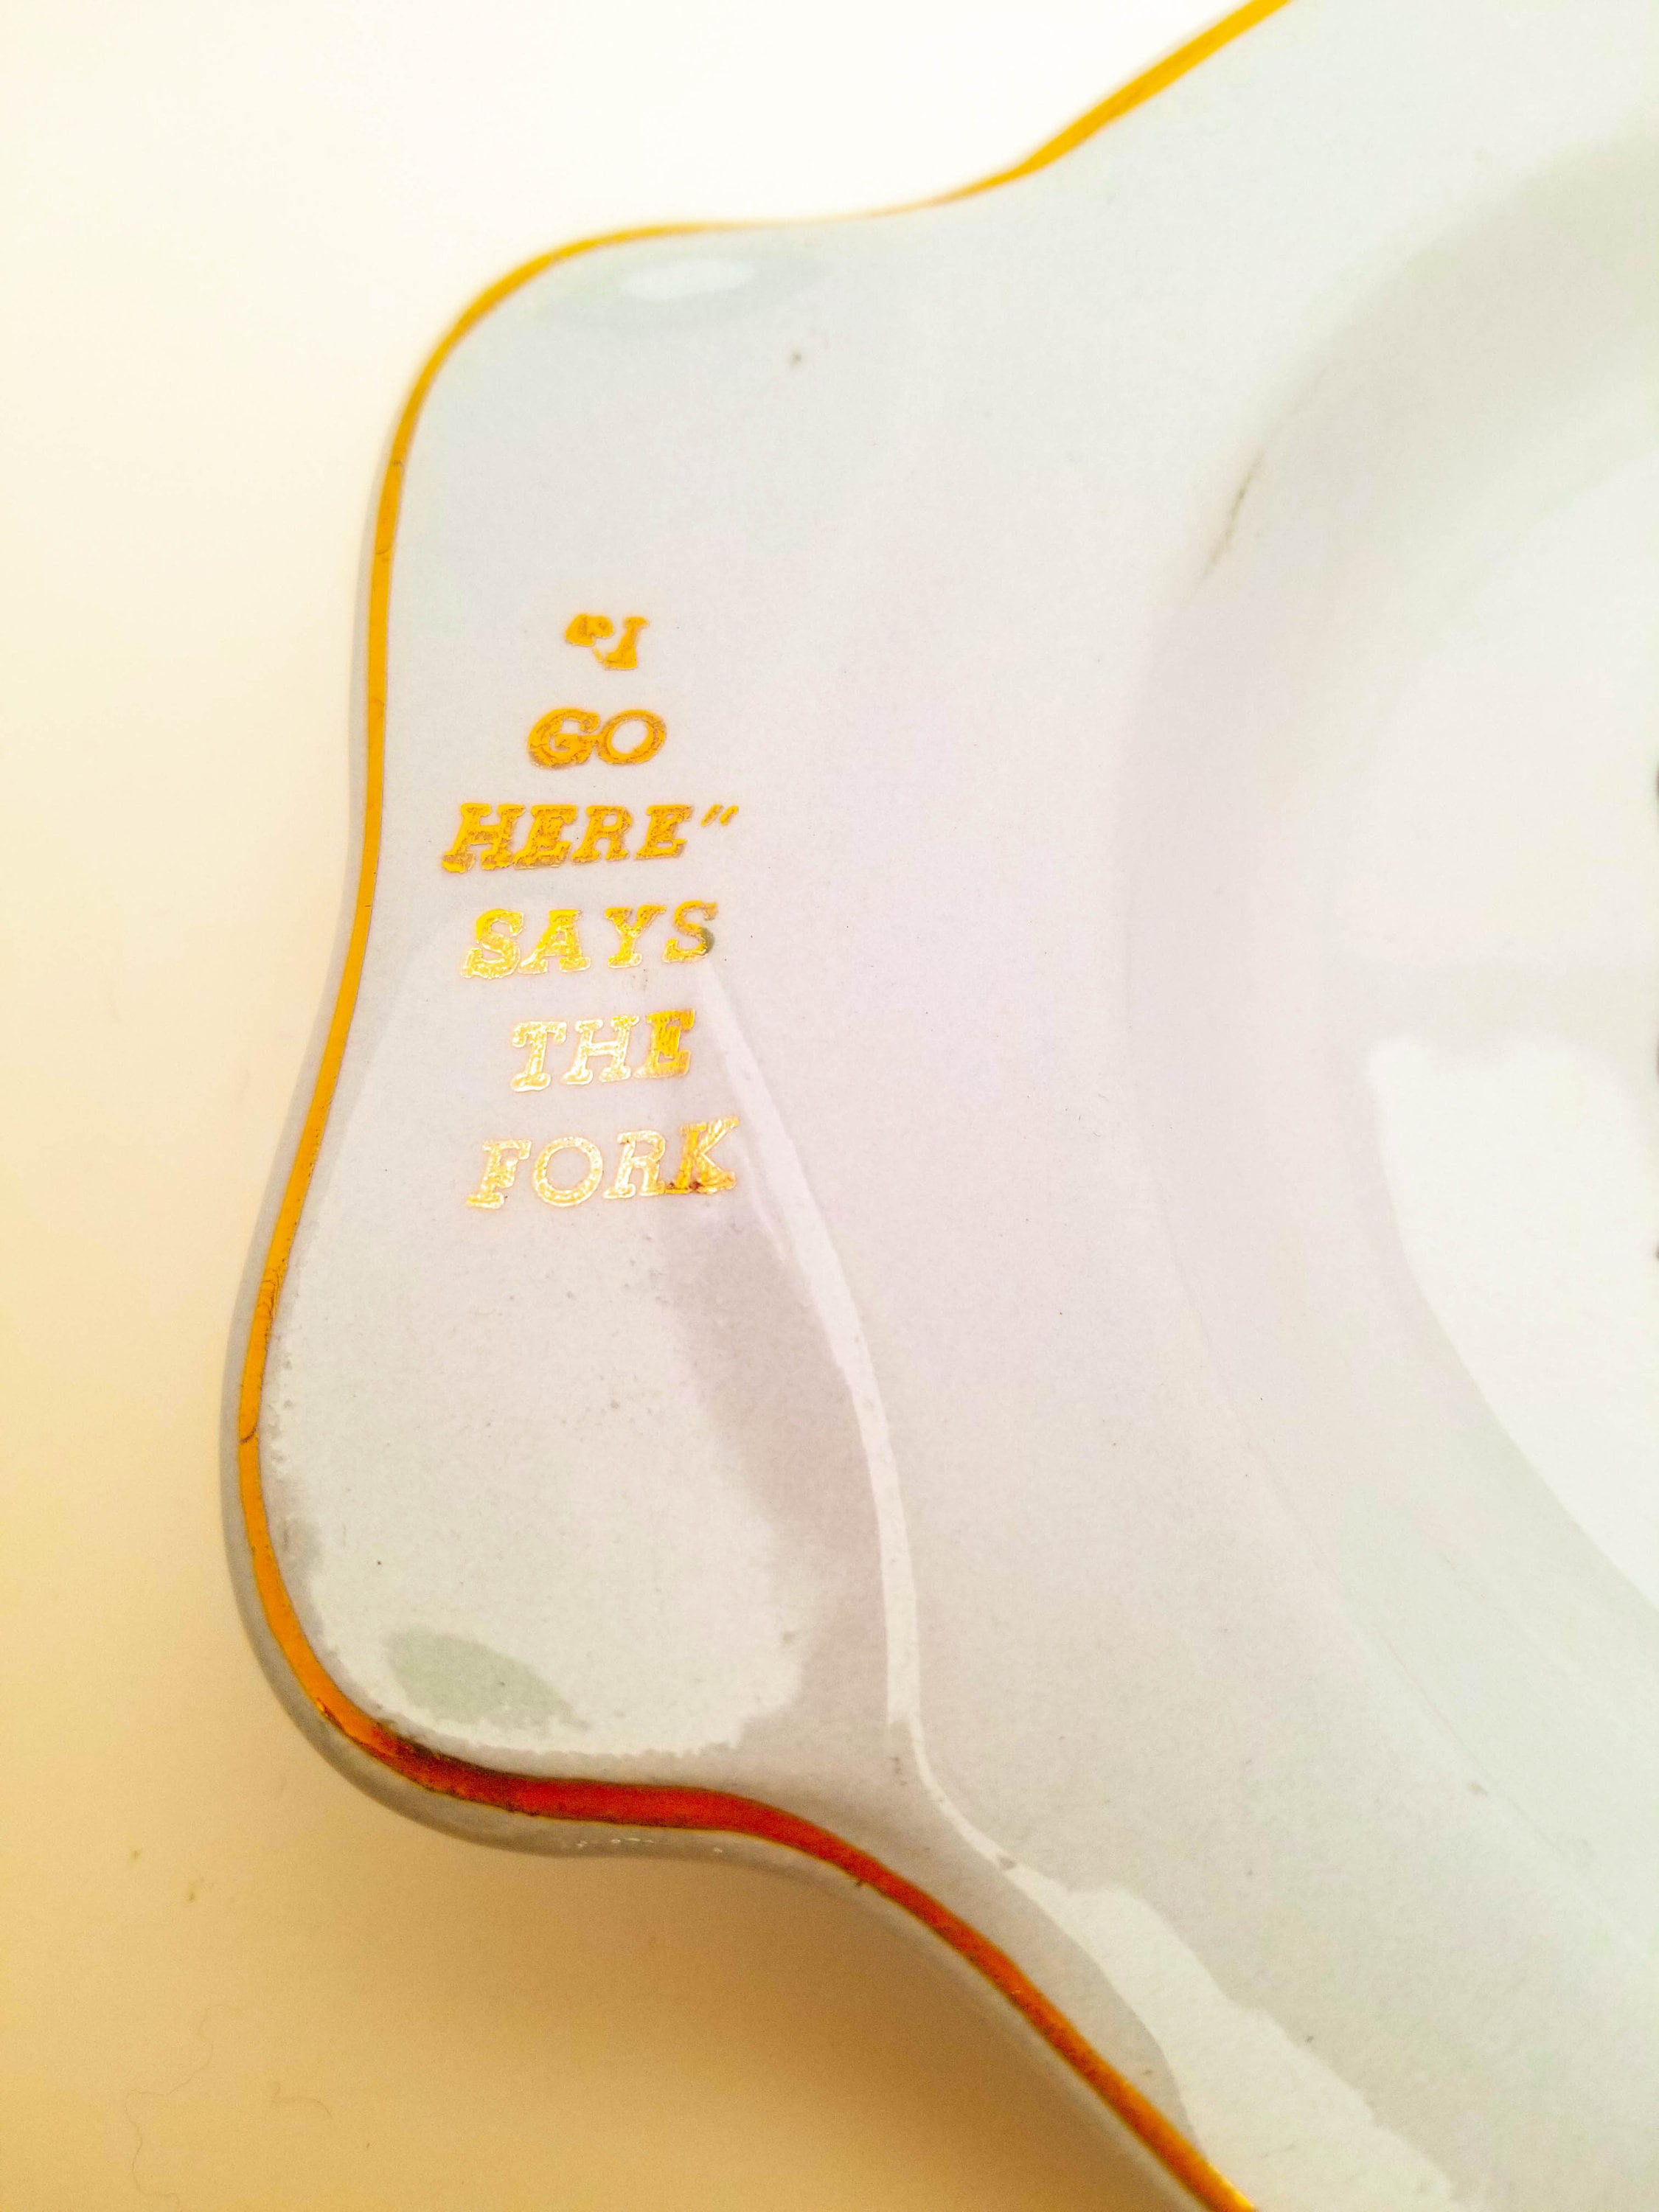 "I
GO
HERE"
SAYS
THE
FORK